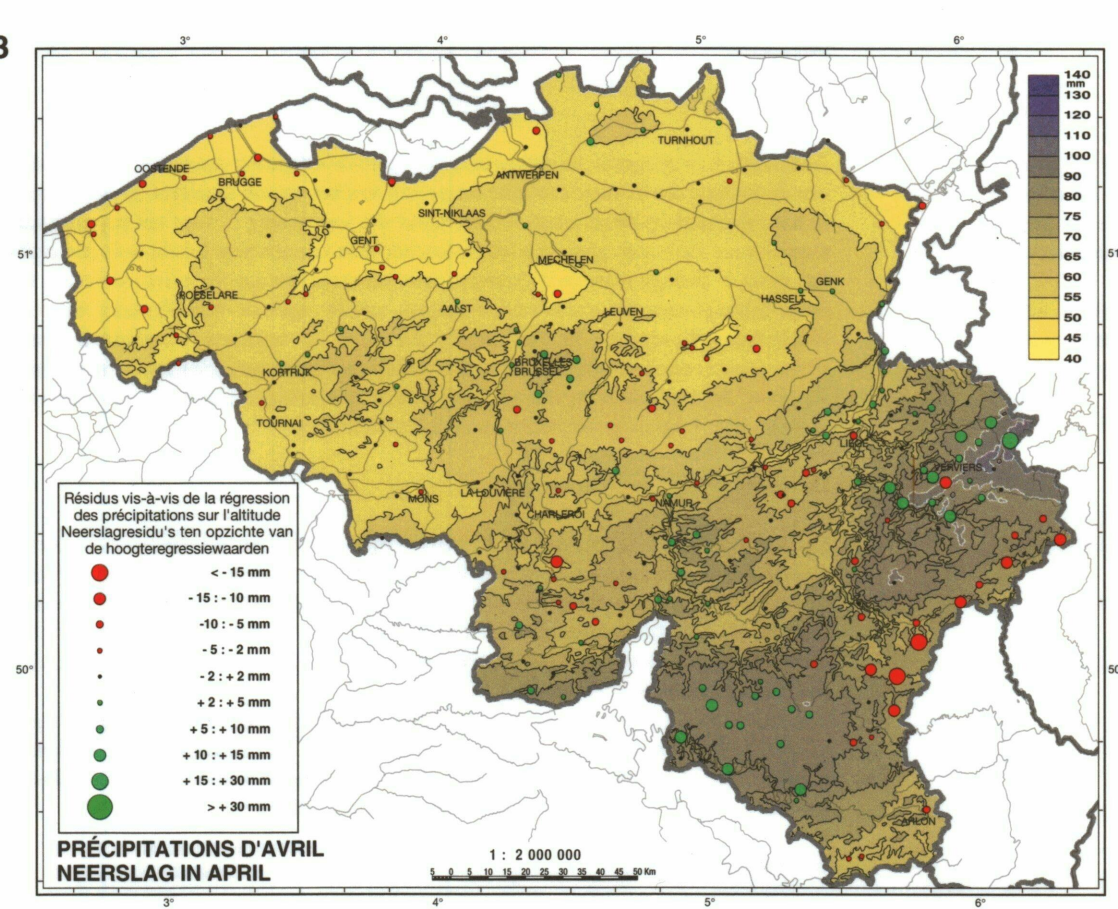 B
3° 4° 5° 6°
51°
50°
140
mm
130
120
110
100
90
80
75
70
65
60
55
50
45
40
TURNHOUT
OOSTENDE
ANTWERPEN
BRUGGE
SINT-NIKLAAS
GENT
MECHELEN
GENK
ROESELARE
HASSELT
AALST
LEUVEN
BRUXELLES
BRUSSEL
KORTRIJK
TOURNAI
LIEGE
VERVIERS
LA LOUVIÈRE
MONS
NAMUR
CHARLEROI
ARLON
Résidus vis-à-vis de la régression
des précipitations sur l'altitude
Neerslagresidu's ten opzichte van
de hoogteregressiewaarden
< - 15 mm
- 15 : - 10 mm
-10 : - 5 mm
- 5 : - 2 mm
- 2 : + 2 mm
+ 2 : + 5 mm
+ 5 : + 10 mm
+ 10 : + 15 mm
+ 15 : + 30 mm
> + 30 mm
PRÉCIPITATIONS D'AVRIL
NEERSLAG IN APRIL
1 : 2 000 000
5 0 5 10 15 20 25 30 35 40 45 50 Km
3° 4° 5° 6°